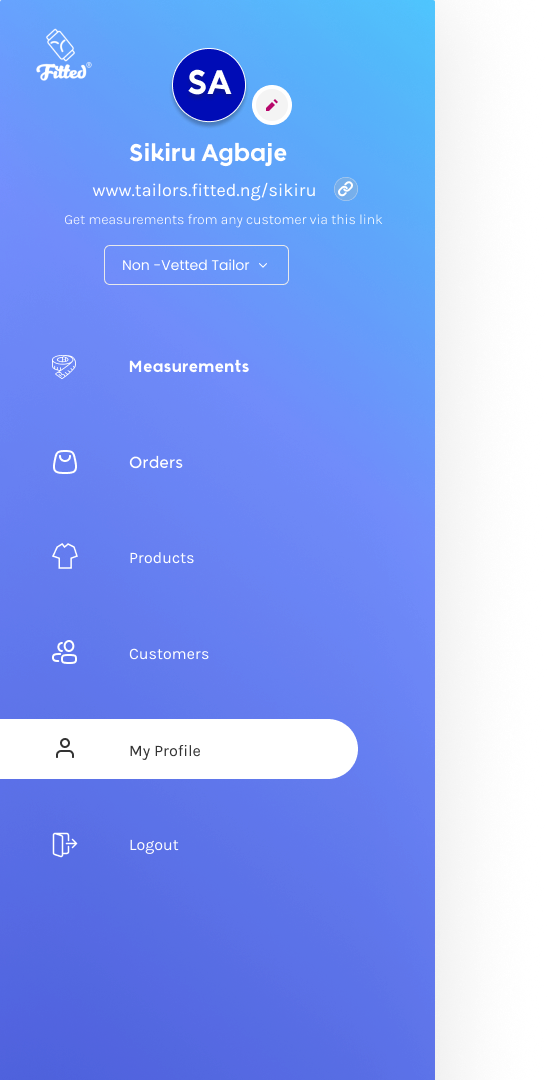 Fitted®
SA
Sikiru Agbaje
www.tailors.fitted.ng/sikiru
Get measurements from any customer via this link
Non -Vetted Tailor
Measurements
Orders
Products
Customers
My Profile
Logout